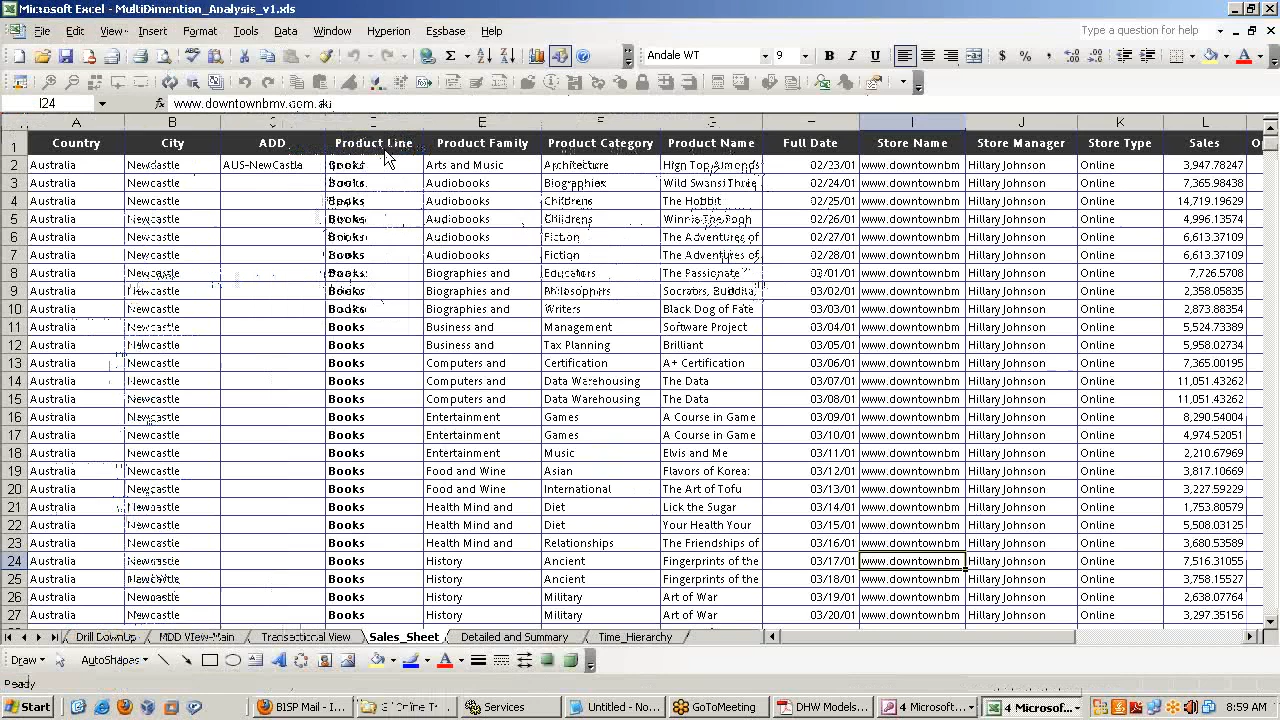 Microsoft Excel - MultiDimention_Analysis_v1.xls
File Edit View Insert Format Tools Data Window Hyperion Essbase Help Type a question for help
Andale WT 9
I24 www.downtownbmv.com.au
A B L
Country City ADD Product Line Product Family Product Category Product Name Full Date Store Name Store Manager Store Type Sales O
2 Australia Newcastle AUS-NewCastle Books Arts and Music Architecture 02/23/01 www.downtownbm Hillary Johnson Online 3,947.78247
3 Australia Newcastle Books Audiobooks Biographies 02/24/01 www.downtownbm Hillary Johnson Online 7,365.98438
4 Australia Newcastle Books Audiobooks Childrens The Hobbit 02/25/01 www.downtownbm Hillary Johnson Online 14,719.19629
5 Australia Newcastle Books Audiobooks Childrens Winnie The Pooh 02/26/01 www.downtownbm Hillary Johnson Online 4,996.13574
6 Australia Newcastle Books Audiobooks Fiction The Adventures of 02/27/01 www.downtownbm Hillary Johnson Online 6,613.37109
7 Australia Newcastle Books Audiobooks Fiction The Adventures of 02/28/01 www.downtownbm Hillary Johnson Online 6,613.37109
8 Australia Newcastle Books Biographies and Educators The Passionate 03/01/01 www.downtownbm Hillary Johnson Online 7,726.5708
9 Australia Newcastle Books Biographies and Philosophers Socrates, Buddha, 03/02/01 www.downtownbm Hillary Johnson Online 2,358.05835
10 Australia Newcastle Books Biographies and Writers Black Dog of Fate 03/03/01 www.downtownbm Hillary Johnson Online 2,873.88354
11 Australia Newcastle Books Business and Management Software Project 03/04/01 www.downtownbm Hillary Johnson Online 5,524.73389
12 Australia Newcastle Books Business and Tax Planning Brilliant 03/05/01 www.downtownbm Hillary Johnson Online 5,958.02734
13 Australia Newcastle Books Computers and Certification A+ Certification 03/06/01 www.downtownbm Hillary Johnson Online 7,365.00195
14 Australia Newcastle Books Computers and Data Warehousing The Data 03/07/01 www.downtownbm Hillary Johnson Online 11,051.43262
15 Australia Newcastle Books Computers and Data Warehousing The Data 03/08/01 www.downtownbm Hillary Johnson Online 11,051.43262
16 Australia Newcastle Books Entertainment Games A Course in Game 03/09/01 www.downtownbm Hillary Johnson Online 8,290.54004
17 Australia Newcastle Books Entertainment Games A Course in Game 03/10/01 www.downtownbm Hillary Johnson Online 4,974.52051
18 Australia Newcastle Books Entertainment Music Elvis and Me 03/11/01 www.downtownbm Hillary Johnson Online 2,210.67969
19 Australia Newcastle Books Food and Wine Asian Flavors of Korea: 03/12/01 www.downtownbm Hillary Johnson Online 3,817.10669
20 Australia Newcastle Books Food and Wine International The Art of Tofu 03/13/01 www.downtownbm Hillary Johnson Online 3,227.59229
21 Australia Newcastle Books Health Mind and Diet Lick the Sugar 03/14/01 www.downtownbm Hillary Johnson Online 1,753.80579
22 Australia Newcastle Books Health Mind and Diet Your Health Your 03/15/01 www.downtownbm Hillary Johnson Online 5,508.03125
23 Australia Newcastle Books Health Mind and Relationships The Friendships of 03/16/01 www.downtownbm Hillary Johnson Online 3,680.53589
24 Australia Newcastle Books History Ancient Fingerprints of the 03/17/01 www.downtownbm Hillary Johnson Online 7,516.31055
25 Australia Newcastle Books History Ancient Fingerprints of the 03/18/01 www.downtownbm Hillary Johnson Online 3,758.15527
26 Australia Newcastle Books History Military Art of War 03/19/01 www.downtownbm Hillary Johnson Online 2,638.07764
27 Australia Newcastle Books History Military Art of War 03/20/01 www.downtownbm Hillary Johnson Online 3,297.35156
Drill DownUp MDD View-Main Transactional View Sales_Sheet Detailed and Summary Time_Hierarchy
Draw AutoShapes
Ready
Start BISP Mail - I... Services Untitled - No... GoToMeeting DHW Models... 4 Microsoft... 4 Microsof... 8:59 AM